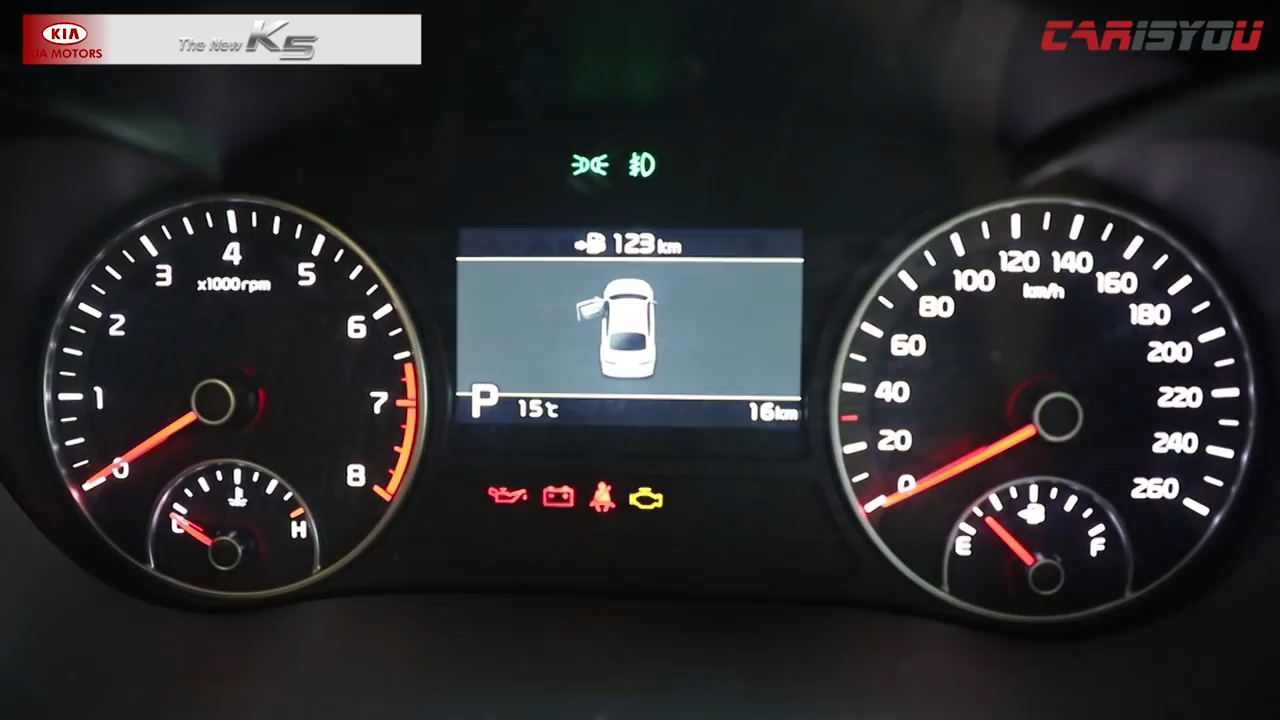 KIA
KIA MOTORS
The New K5
CARISYOU
123 km
P
15℃
16km
0
1
2
3
4
5
6
7
8
x1000rpm
C
H
0
20
40
60
80
100
120
140
160
180
200
220
240
260
km/h
E
F